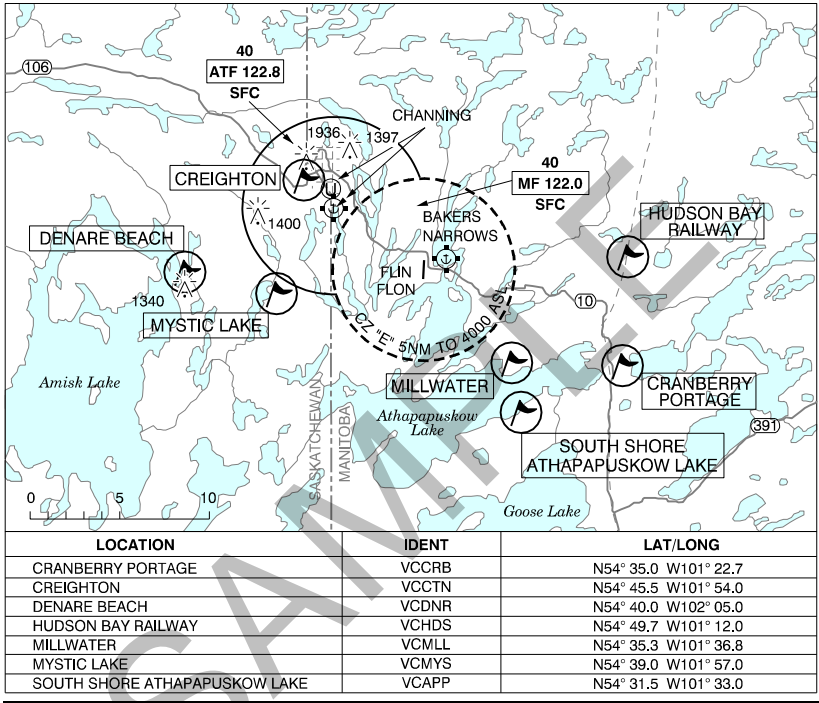 106
40
ATF 122.8
SFC
CHANNING
1936
1397
40
MF 122.0
SFC
CREIGHTON
BAKERS
NARROWS
HUDSON BAY
RAILWAY
1400
DENARE BEACH
FLIN
FLON
1340
MYSTIC LAKE
10
CZ "E" 5NM TO 4000 ASL
Amisk Lake
MILLWATER
CRANBERRY
PORTAGE
Athapapuskow
Lake
391
SOUTH SHORE
ATHAPAPUSKOW LAKE
SASKATCHEWAN
MANITOBA
0 5 10
Goose Lake
SAMPLE
LOCATION IDENT LAT/LONG
CRANBERRY PORTAGE VCCRB N54° 35.0 W101° 22.7
CREIGHTON VCCTN N54° 45.5 W101° 54.0
DENARE BEACH VCDNR N54° 40.0 W102° 05.0
HUDSON BAY RAILWAY VCHDS N54° 49.7 W101° 12.0
MILLWATER VCMLL N54° 35.3 W101° 36.8
MYSTIC LAKE VCMYS N54° 39.0 W101° 57.0
SOUTH SHORE ATHAPAPUSKOW LAKE VCAPP N54° 31.5 W101° 33.0